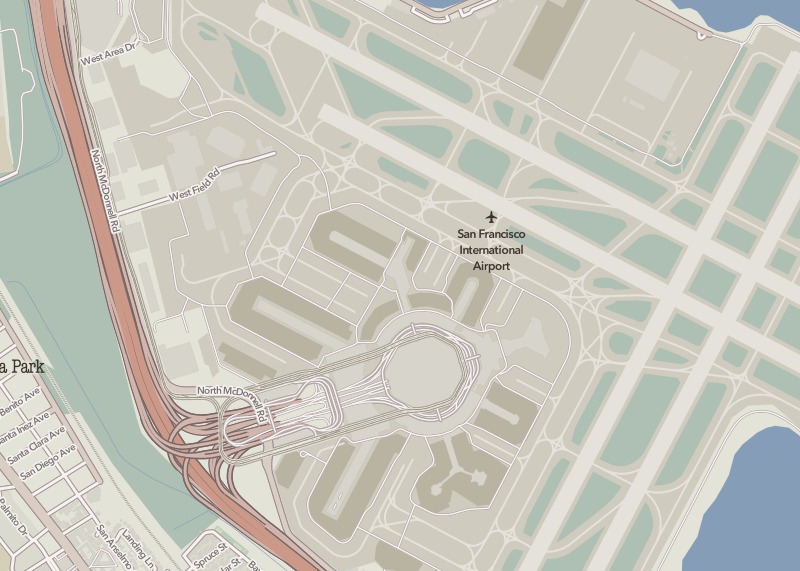 West Area Dr
North McDonnell Rd
West Field Rd
San Francisco
International
Airport
a Park
North McDonnell Rd
Benito Ave
Santa Inez Ave
Santa Clara Ave
San Diego Ave
Palmito Dr
San Anselmo
Landing Ln
Spruce St